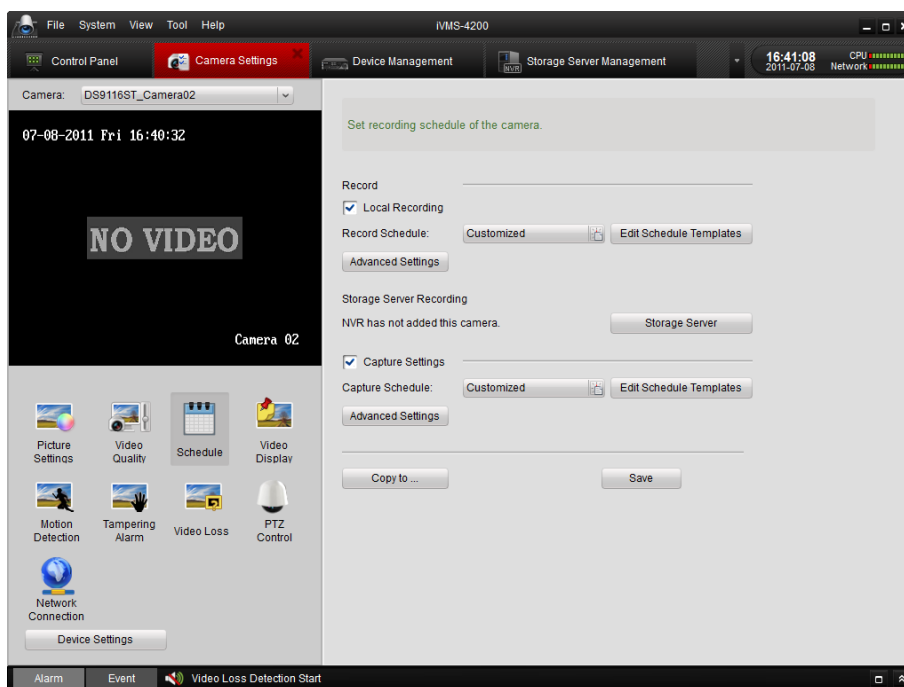 File System View Tool Help iVMS-4200
Control Panel Camera Settings Device Management NVR Storage Server Management 16:41:08 CPU
2011-07-08 Network
Camera: DS9116ST_Camera02
07-08-2011 Fri 16:40:32
NO VIDEO
Camera 02
Picture Settings
Video Quality
Schedule
Video Display
Motion Detection
Tampering Alarm
Video Loss
PTZ Control
Network Connection
Device Settings
Set recording schedule of the camera.
Record
Local Recording
Record Schedule: Customized Edit Schedule Templates
Advanced Settings
Storage Server Recording
NVR has not added this camera. Storage Server
Capture Settings
Capture Schedule: Customized Edit Schedule Templates
Advanced Settings
Copy to ... Save
Alarm Event Video Loss Detection Start